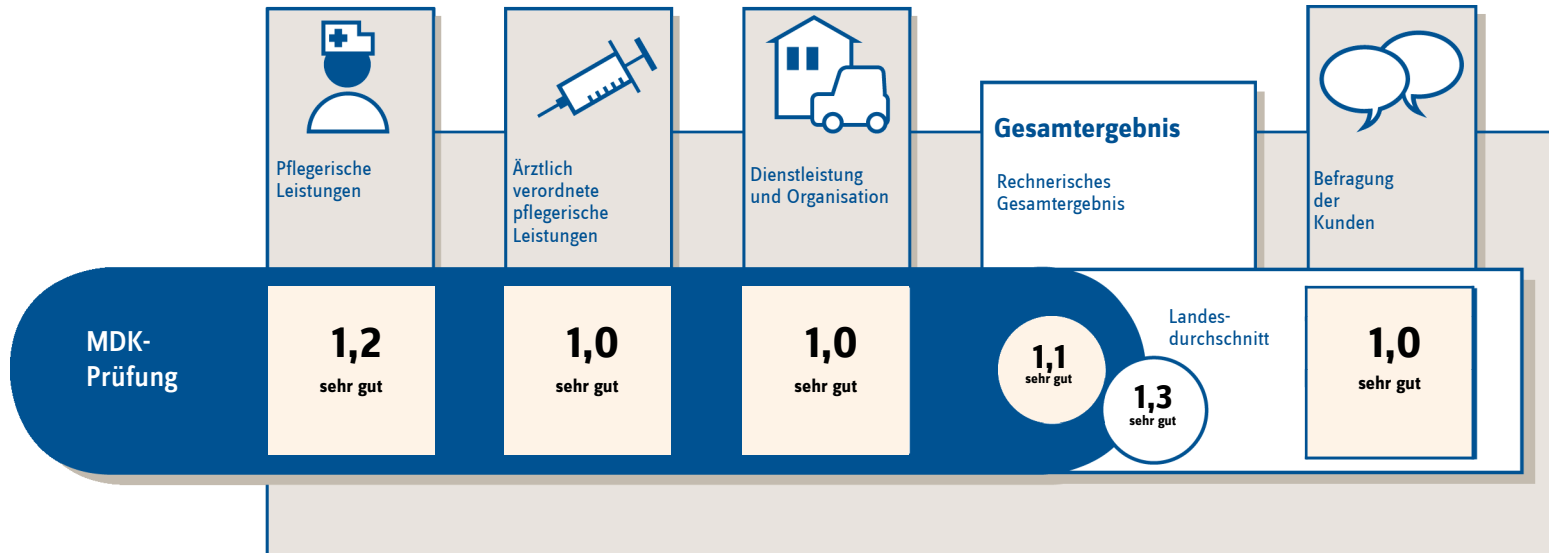 Pflegerische
Leistungen
Ärztlich
verordnete
pflegerische
Leistungen
Dienstleistung
und Organisation
Gesamtergebnis
Rechnerisches
Gesamtergebnis
Befragung
der
Kunden
MDK-
Prüfung
1,2
sehr gut
1,0
sehr gut
1,0
sehr gut
1,1
sehr gut
Landes-
durchschnitt
1,3
sehr gut
1,0
sehr gut